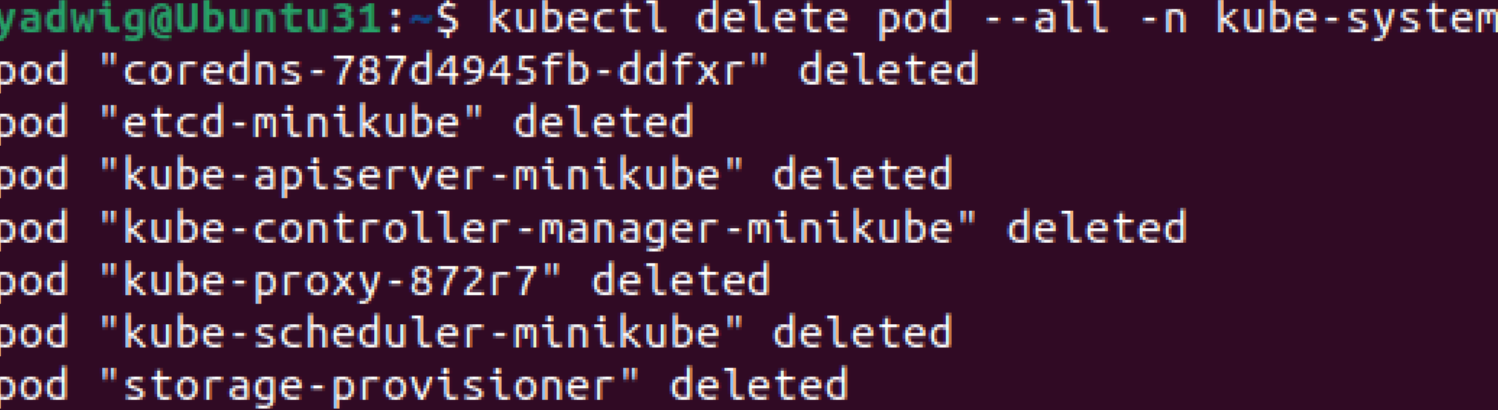 yadwig@Ubuntu31:~$ kubectl delete pod --all -n kube-system
pod "coredns-787d4945fb-ddfxr" deleted
pod "etcd-minikube" deleted
pod "kube-apiserver-minikube" deleted
pod "kube-controller-manager-minikube" deleted
pod "kube-proxy-872r7" deleted
pod "kube-scheduler-minikube" deleted
pod "storage-provisioner" deleted